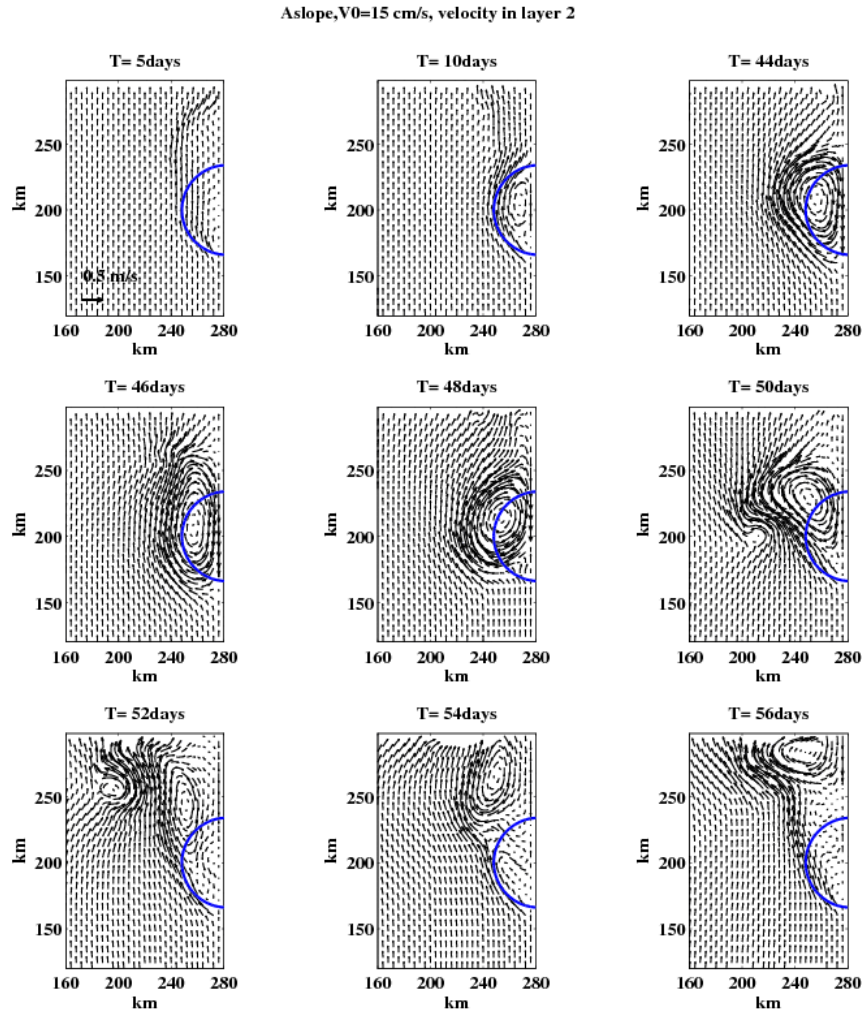 Aslope,V0=15 cm/s, velocity in layer 2
T= 5days
T= 10days
T= 44days
km
250
200
150
0.5 m/s
160 200 240 280
km
km
250
200
150
160 200 240 280
km
km
250
200
150
160 200 240 280
km
T= 46days
T= 48days
T= 50days
km
250
200
150
160 200 240 280
km
km
250
200
150
160 200 240 280
km
km
250
200
150
160 200 240 280
km
T= 52days
T= 54days
T= 56days
km
250
200
150
160 200 240 280
km
km
250
200
150
160 200 240 280
km
km
250
200
150
160 200 240 280
km